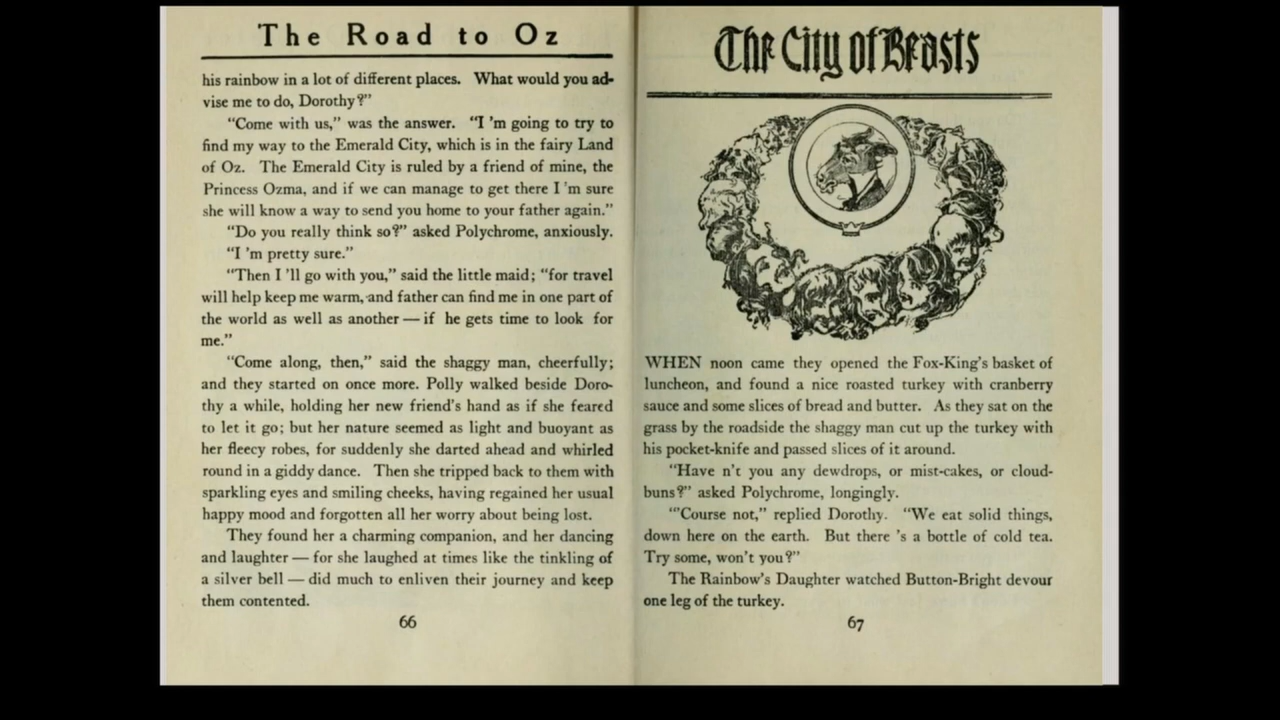 The Road to Oz
his rainbow in a lot of different places. What would you ad-
vise me to do, Dorothy?"
"Come with us," was the answer. "I 'm going to try to
find my way to the Emerald City, which is in the fairy Land
of Oz. The Emerald City is ruled by a friend of mine, the
Princess Ozma, and if we can manage to get there I 'm sure
she will know a way to send you home to your father again."
"Do you really think so?" asked Polychrome, anxiously.
"I 'm pretty sure."
"Then I 'll go with you," said the little maid; "for travel
will help keep me warm, and father can find me in one part of
the world as well as another — if he gets time to look for
me."
"Come along, then," said the shaggy man, cheerfully;
and they started on once more. Polly walked beside Doro-
thy a while, holding her new friend's hand as if she feared
to let it go; but her nature seemed as light and buoyant as
her fleecy robes, for suddenly she darted ahead and whirled
round in a giddy dance. Then she tripped back to them with
sparkling eyes and smiling cheeks, having regained her usual
happy mood and forgotten all her worry about being lost.
They found her a charming companion, and her dancing
and laughter — for she laughed at times like the tinkling of
a silver bell — did much to enliven their journey and keep
them contented.
66
The City of Beasts
WHEN noon came they opened the Fox-King's basket of
luncheon, and found a nice roasted turkey with cranberry
sauce and some slices of bread and butter. As they sat on the
grass by the roadside the shaggy man cut up the turkey with
his pocket-knife and passed slices of it around.
"Have n't you any dewdrops, or mist-cakes, or cloud-
buns?" asked Polychrome, longingly.
"'Course not," replied Dorothy. "We eat solid things,
down here on the earth. But there 's a bottle of cold tea.
Try some, won't you?"
The Rainbow's Daughter watched Button-Bright devour
one leg of the turkey.
67